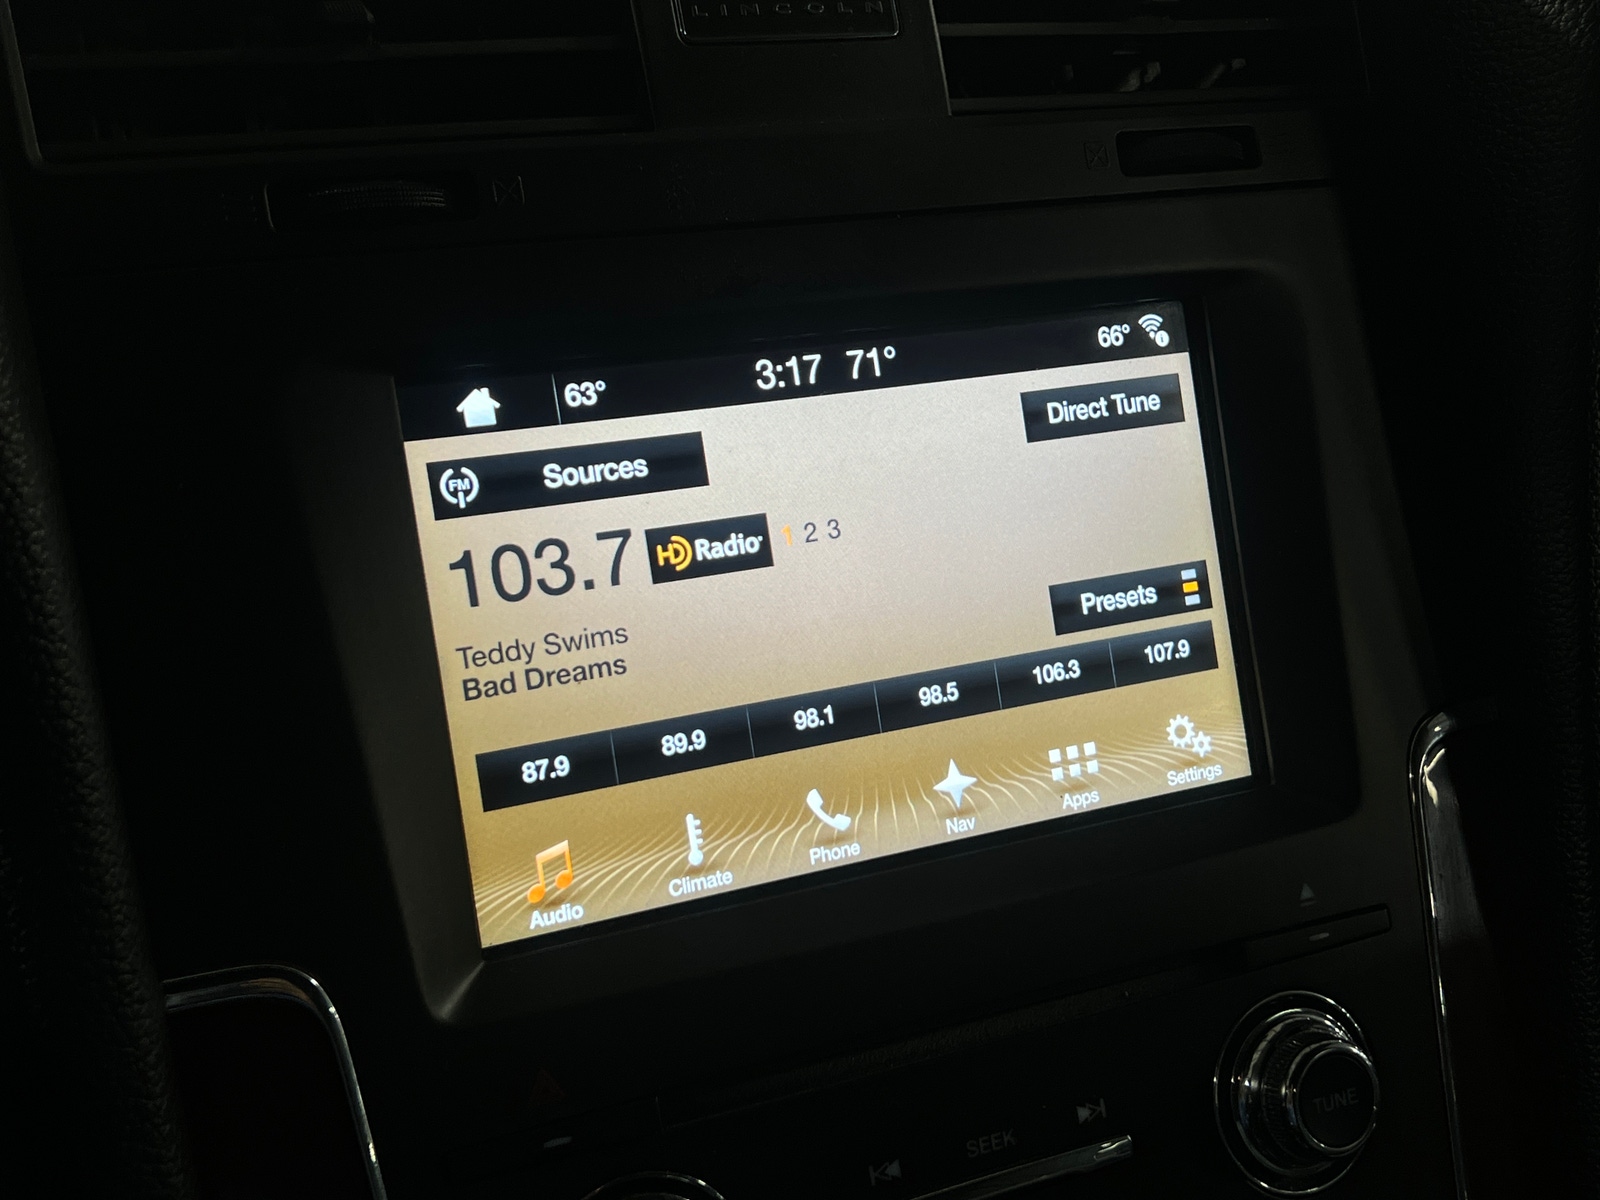 LINCOLN
63° 3:17 71° 66°
FM Sources Direct Tune
103.7 HD Radio 1 2 3
Presets
Teddy Swims
Bad Dreams
87.9 89.9 98.1 98.5 106.3 107.9
Audio Climate Phone Nav Apps Settings
SEEK TUNE